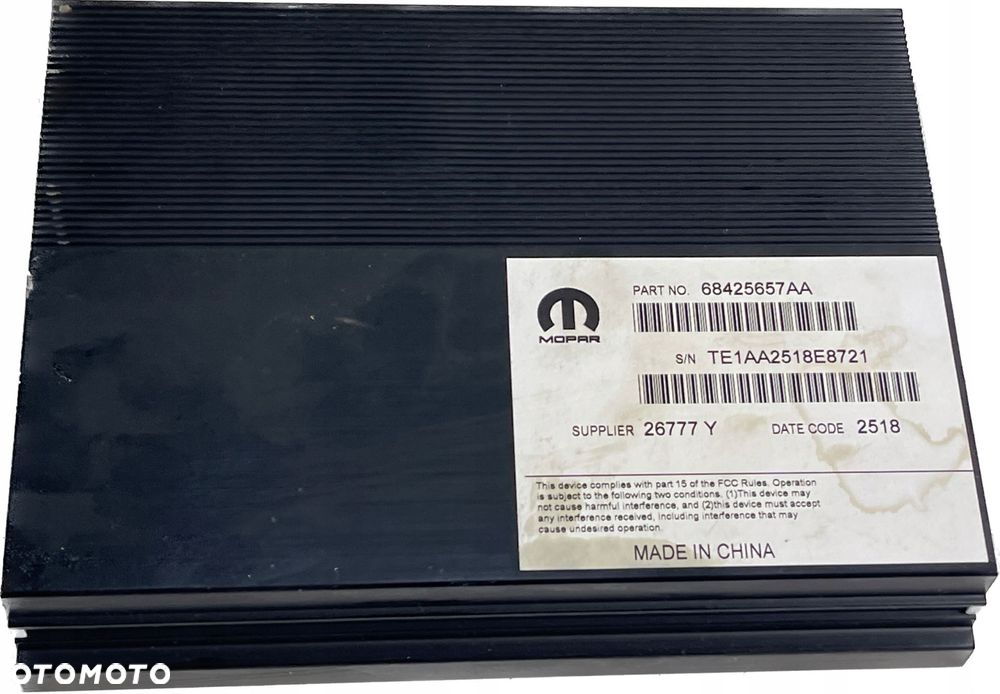 PART NO. 68425657AA
MOPAR
S/N TE1AA2518E8721
SUPPLIER 26777 Y DATE CODE 2518
This device complies with part 15 of the FCC Rules. Operation
is subject to the following two conditions. (1)This device may
not cause harmful interference, and (2)this device must accept
any interference received, including interference that may
cause undesired operation.
MADE IN CHINA
OTOMOTO